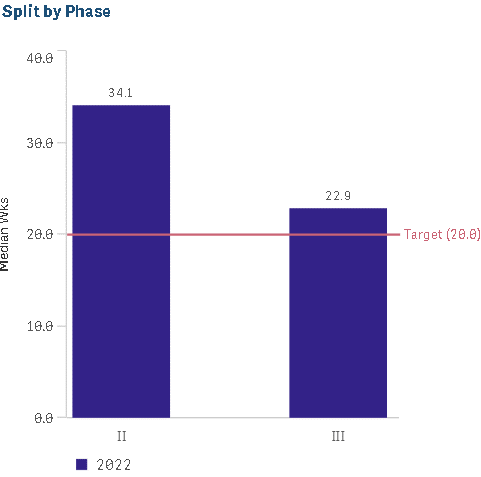 Split by Phase
40.0
34.1
30.0
22.9
20.0
Target (20.0)
Median Wks
10.0
0.0
II
III
2022